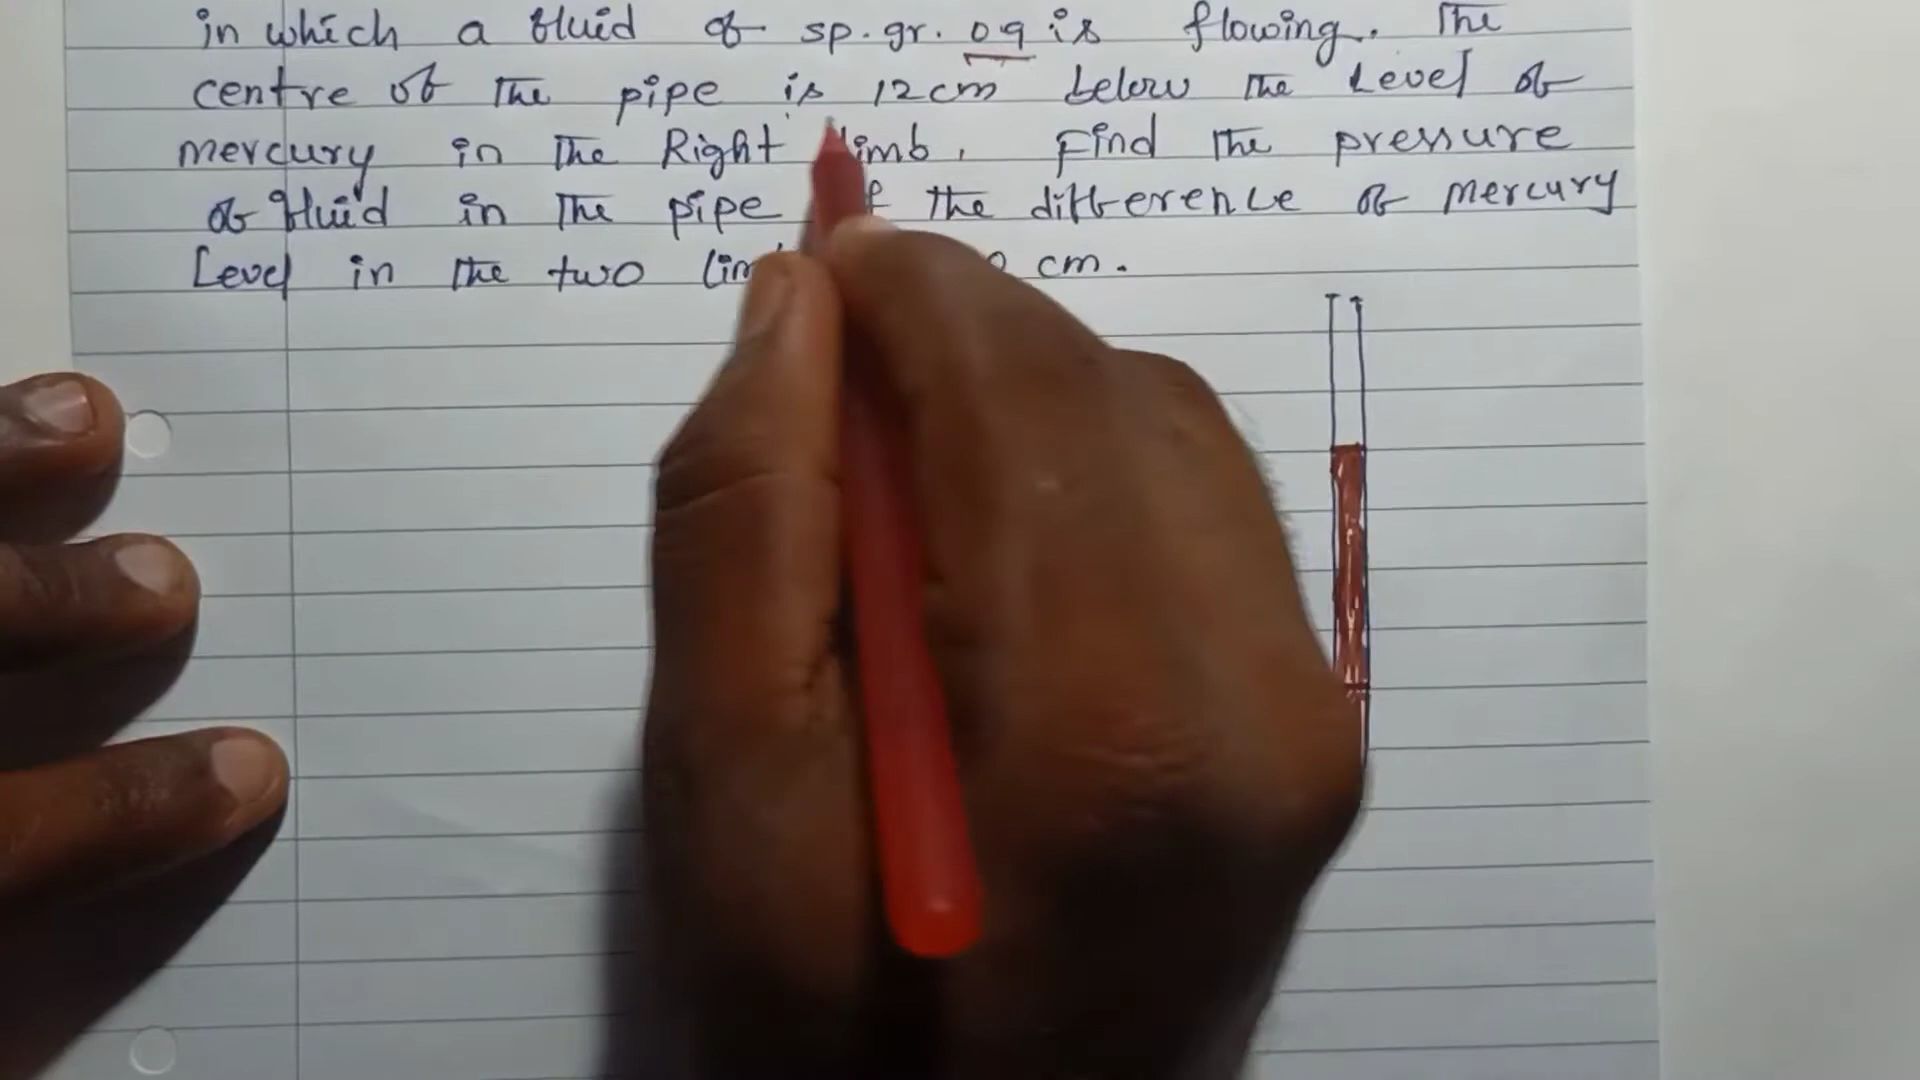 in which a fluid of sp.gr. 0.9 is flowing. The
centre of the pipe is 12cm below the Level of
mercury in the Right limb. Find the pressure
of fluid in the pipe if the difference of mercury
Level in the two cm.